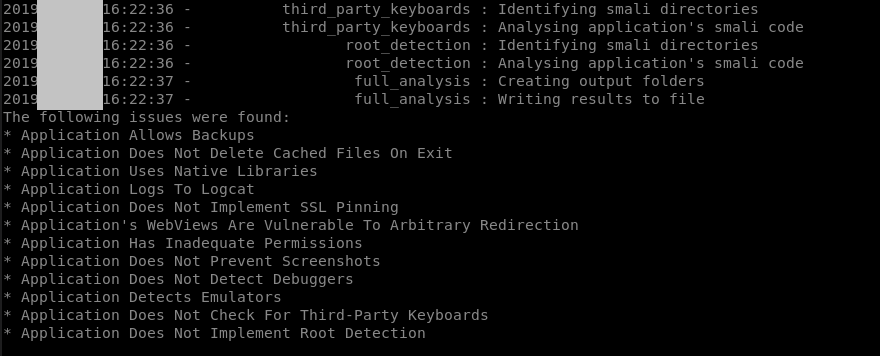 2019 16:22:36 - third_party_keyboards : Identifying smali directories
2019 16:22:36 - third_party_keyboards : Analysing application's smali code
2019 16:22:36 - root_detection : Identifying smali directories
2019 16:22:36 - root_detection : Analysing application's smali code
2019 16:22:37 - full_analysis : Creating output folders
2019 16:22:37 - full_analysis : Writing results to file
The following issues were found:
* Application Allows Backups
* Application Does Not Delete Cached Files On Exit
* Application Uses Native Libraries
* Application Logs To Logcat
* Application Does Not Implement SSL Pinning
* Application's WebViews Are Vulnerable To Arbitrary Redirection
* Application Has Inadequate Permissions
* Application Does Not Prevent Screenshots
* Application Does Not Detect Debuggers
* Application Detects Emulators
* Application Does Not Check For Third-Party Keyboards
* Application Does Not Implement Root Detection